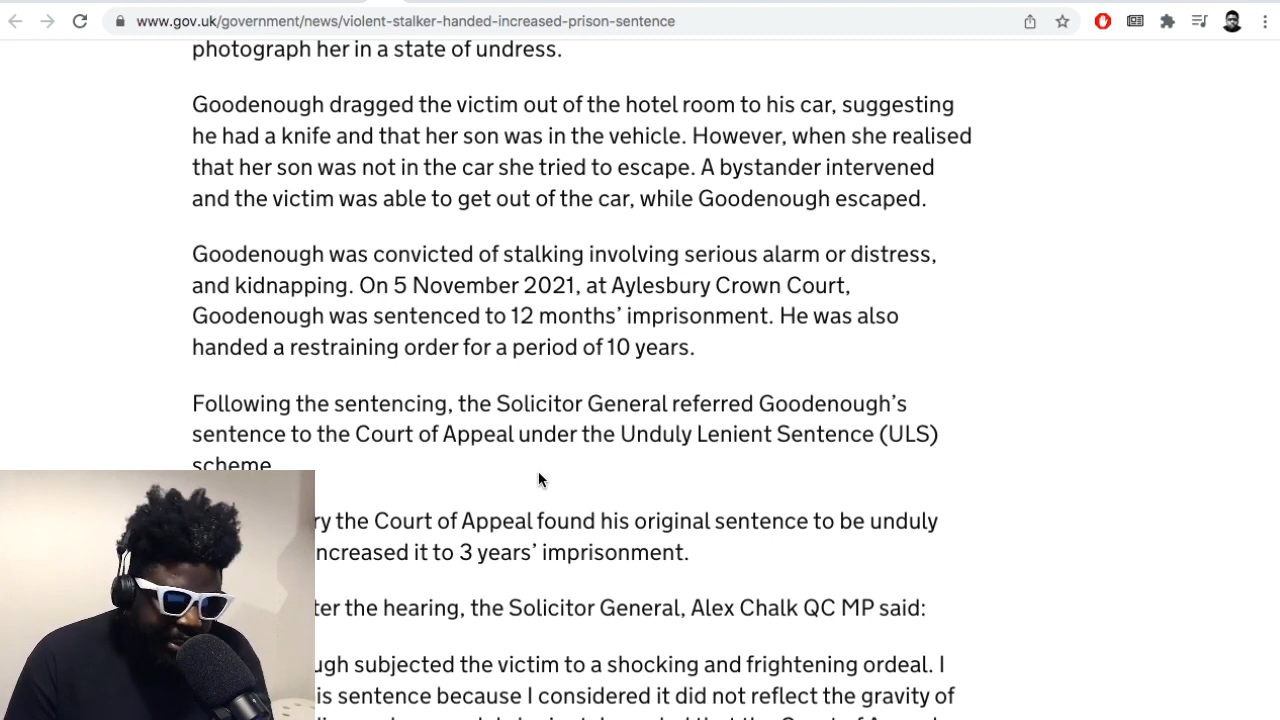 www.gov.uk/government/news/violent-stalker-handed-increased-prison-sentence
photograph her in a state of undress.
Goodenough dragged the victim out of the hotel room to his car, suggesting
he had a knife and that her son was in the vehicle. However, when she realised
that her son was not in the car she tried to escape. A bystander intervened
and the victim was able to get out of the car, while Goodenough escaped.
Goodenough was convicted of stalking involving serious alarm or distress,
and kidnapping. On 5 November 2021, at Aylesbury Crown Court,
Goodenough was sentenced to 12 months’ imprisonment. He was also
handed a restraining order for a period of 10 years.
Following the sentencing, the Solicitor General referred Goodenough’s
sentence to the Court of Appeal under the Unduly Lenient Sentence (ULS)
scheme
ry the Court of Appeal found his original sentence to be unduly
ncreased it to 3 years’ imprisonment.
ter the hearing, the Solicitor General, Alex Chalk QC MP said:
ugh subjected the victim to a shocking and frightening ordeal. I
is sentence because I considered it did not reflect the gravity of